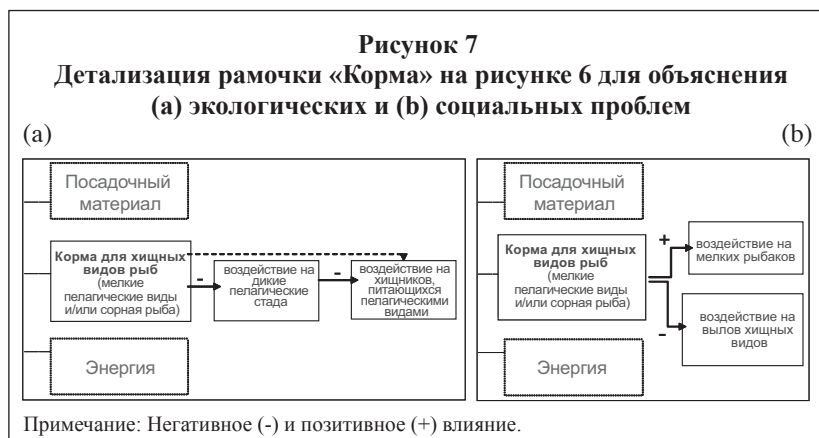 Рисунок 7
Детализация рамочки «Корма» на рисунке 6 для объяснения
(a) экологических и (b) социальных проблем
(a)
Посадочный
материал
Корма для хищных
видов рыб
(мелкие
пелагические виды
и/или сорная рыба)
-
воздействие на
дикие
пелагические
стада
-
воздействие на
хищников,
питающихся
пелагическими
видами
Энергия
(b)
Посадочный
материал
Корма для хищных
видов рыб
(мелкие
пелагические виды
и/или сорная рыба)
+
воздействие на
мелких рыбаков
-
воздействие на
вылов хищных
видов
Энергия
Примечание: Негативное (-) и позитивное (+) влияние.